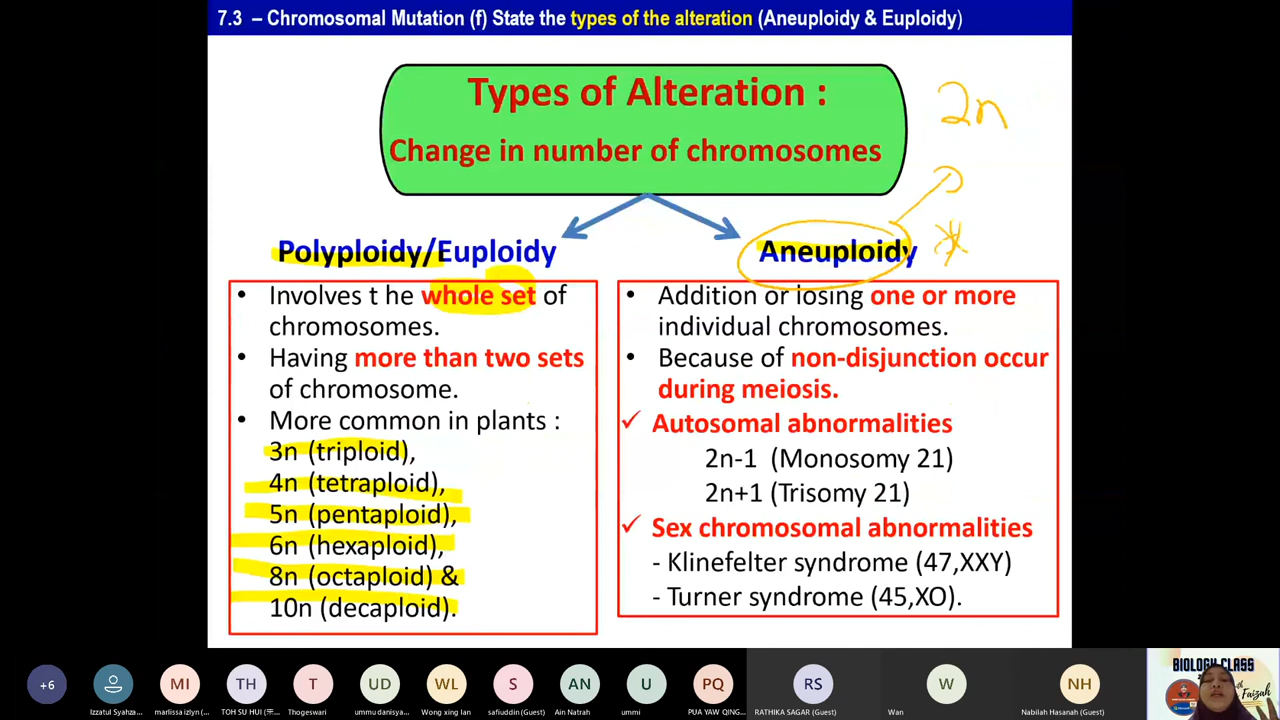 7.3 – Chromosomal Mutation (f) State the types of the alteration (Aneuploidy & Euploidy)
Types of Alteration :
Change in number of chromosomes
2n
Polyploidy/Euploidy
• Involves t he whole set of
chromosomes.
• Having more than two sets
of chromosome.
• More common in plants :
3n (triploid),
4n (tetraploid),
5n (pentaploid),
6n (hexaploid),
8n (octaploid) &
10n (decaploid).
Aneuploidy
• Addition or losing one or more
individual chromosomes.
• Because of non-disjunction occur
during meiosis.
✓ Autosomal abnormalities
2n-1 (Monosomy 21)
2n+1 (Trisomy 21)
✓ Sex chromosomal abnormalities
- Klinefelter syndrome (47,XXY)
- Turner syndrome (45,XO).
+6 MI TH T UD WL S AN U PQ RS W NH
Izzatul Syahza... marlissa izlyn (... TOH SU HUI (... Thogeswari ummu danisya... Wong xing lan safiuddin (Guest) Ain Natrah ummi PUA YAW QING... RATHIKA SAGAR (Guest) Wan Nabilah Hasanah (Guest)
BIOLOGY CLASS
Faizah